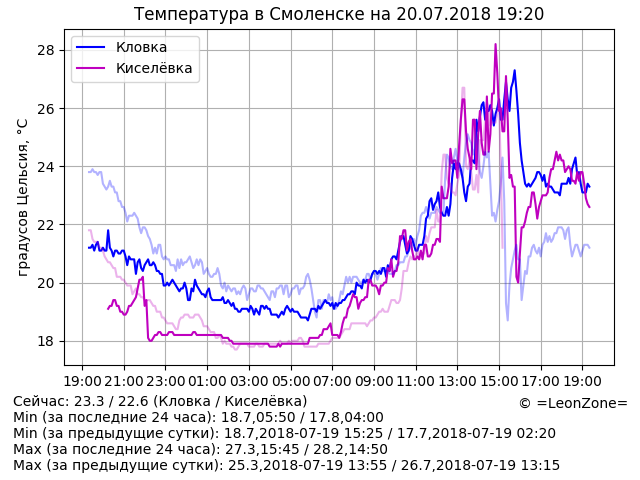 Температура в Смоленске на 20.07.2018 19:20
Кловка
Киселёвка
градусов Цельсия, °C
28
26
24
22
20
18
19:00 21:00 23:00 01:00 03:00 05:00 07:00 09:00 11:00 13:00 15:00 17:00 19:00
Сейчас: 23.3 / 22.6 (Кловка / Киселёвка)
© =LeonZone=
Min (за последние 24 часа): 18.7,05:50 / 17.8,04:00
Min (за предыдущие сутки): 18.7,2018-07-19 15:25 / 17.7,2018-07-19 02:20
Max (за последние 24 часа): 27.3,15:45 / 28.2,14:50
Max (за предыдущие сутки): 25.3,2018-07-19 13:55 / 26.7,2018-07-19 13:15